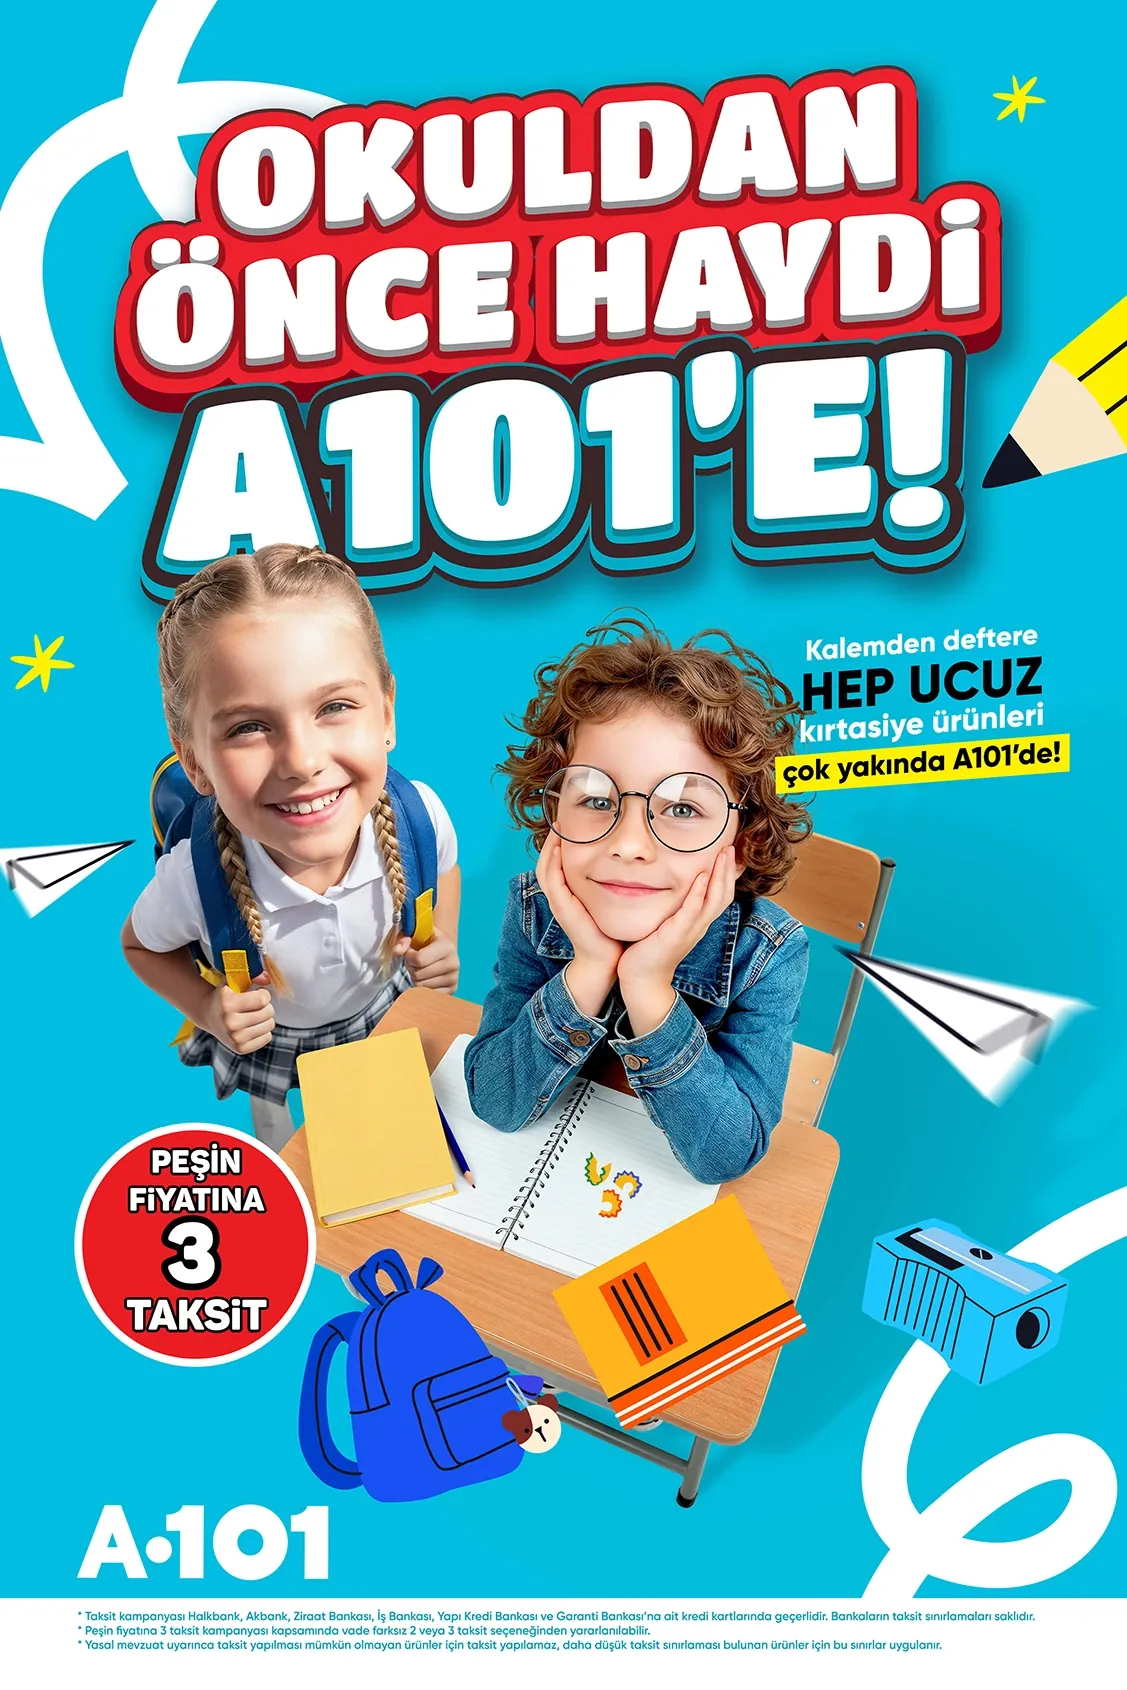 OKULDAN
ÖNCE HAYDİ
A101'E!
Kalemden deftere
HEP UCUZ
kırtasiye ürünleri
çok yakında A101'de!
PEŞİN
FİYATINA
3
TAKSİT
A•101
* Taksit kampanyası Halkbank, Akbank, Ziraat Bankası, İş Bankası, Yapı Kredi Bankası ve Garanti Bankası'na ait kredi kartlarında geçerlidir. Bankaların taksit sınırlamaları saklıdır.
* Peşin fiyatına 3 taksit kampanyası kapsamında vade farksız 2 veya 3 taksit seçeneğinden yararlanılabilir.
* Yasal mevzuat uyarınca taksit yapılması mümkün olmayan ürünler için taksit yapılamaz, daha düşük taksit sınırlaması bulunan ürünler için bu sınırlar uygulanır.